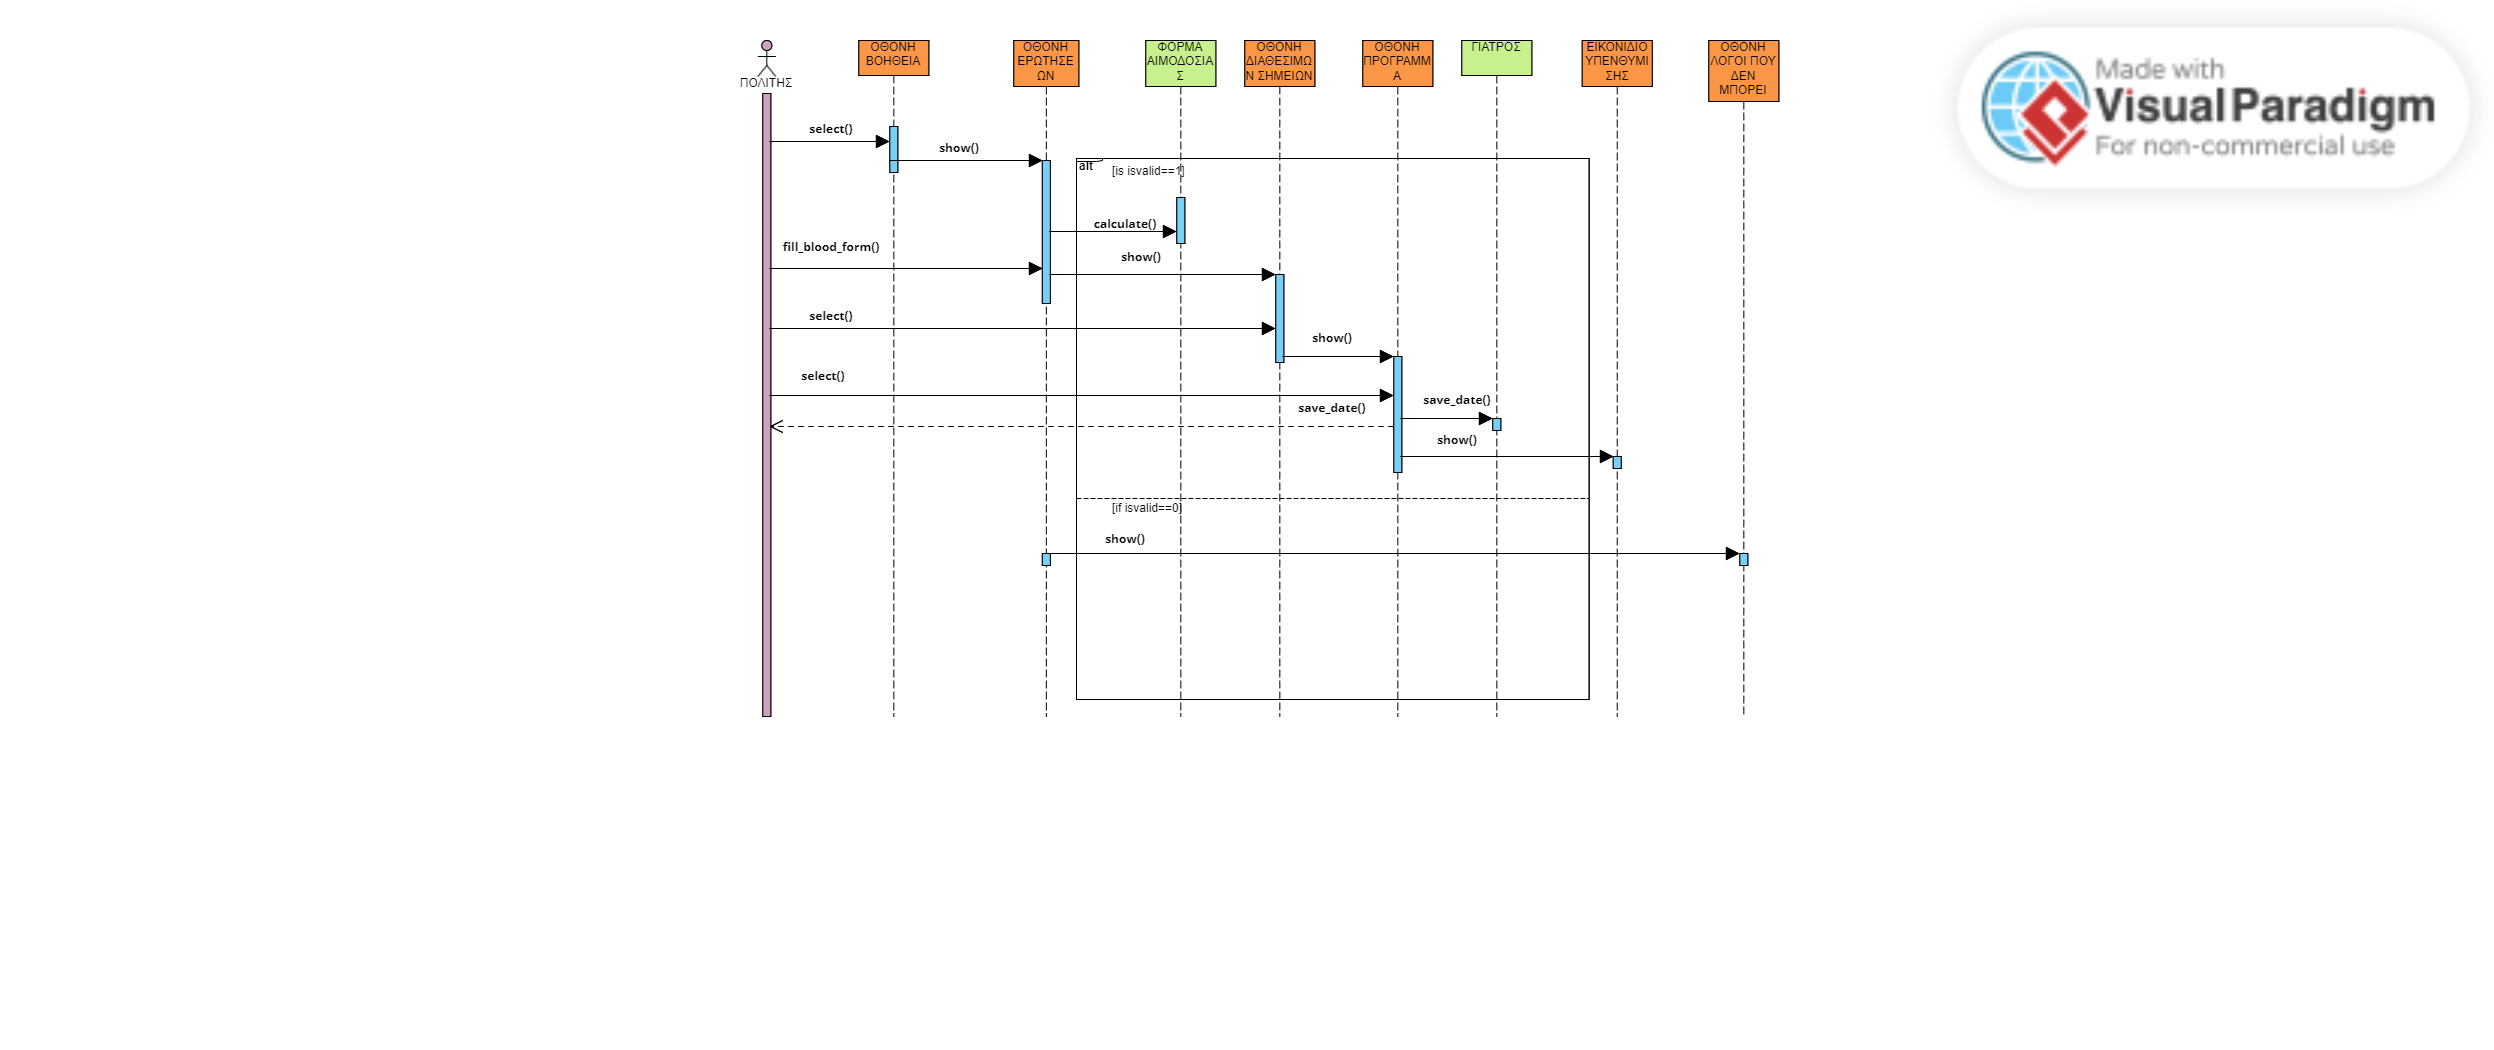 ΠΟΛΙΤΗΣ
ΟΘΟΝΗ
ΒΟΗΘΕΙΑ
ΟΘΟΝΗ
ΕΡΩΤΗΣΕ
ΩΝ
ΦΟΡΜΑ
ΑΙΜΟΔΟΣΙΑ
Σ
ΟΘΟΝΗ
ΔΙΑΘΕΣΙΜΩ
Ν ΣΗΜΕΙΩΝ
ΟΘΟΝΗ
ΠΡΟΓΡΑΜΜ
Α
ΓΙΑΤΡΟΣ
ΕΙΚΟΝΙΔΙΟ
ΥΠΕΝΘΥΜΙ
ΣΗΣ
ΟΘΟΝΗ
ΛΟΓΟΙ ΠΟΥ
ΔΕΝ
ΜΠΟΡΕΙ
Made with
Visual Paradigm
For non-commercial use
select()
show()
alt
[is isvalid==1]
calculate()
fill_blood_form()
show()
select()
show()
select()
save_date()
save_date()
show()
[if isvalid==0]
show()